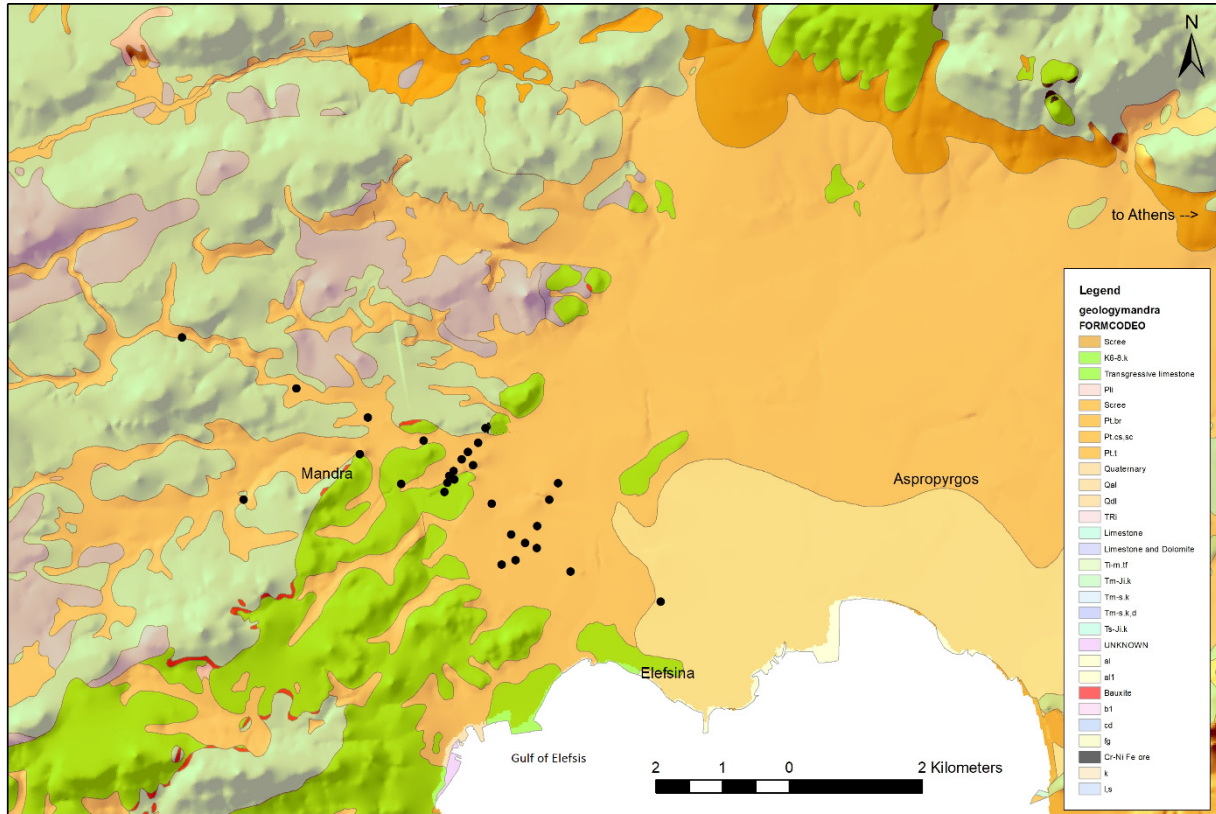 N
to Athens -->
Legend
geologymandra
FORMCODEO
Scree
K6-8.k
Transgressive limestone
Pli
Scree
Pt.br
Pt.cs.sc
Pt.t
Quaternary
Qal
Qdl
TRi
Limestone
Limestone and Dolomite
Ti-m.tf
Tm-Ji.k
Tm-s.k
Tm-s.k,d
Ts-Ji.k
UNKNOWN
al
al1
Bauxite
b1
cd
fg
Cr-Ni Fe ore
k
l,s
Mandra
Aspropyrgos
Elefsina
Gulf of Elefsis
2 1 0 2 Kilometers